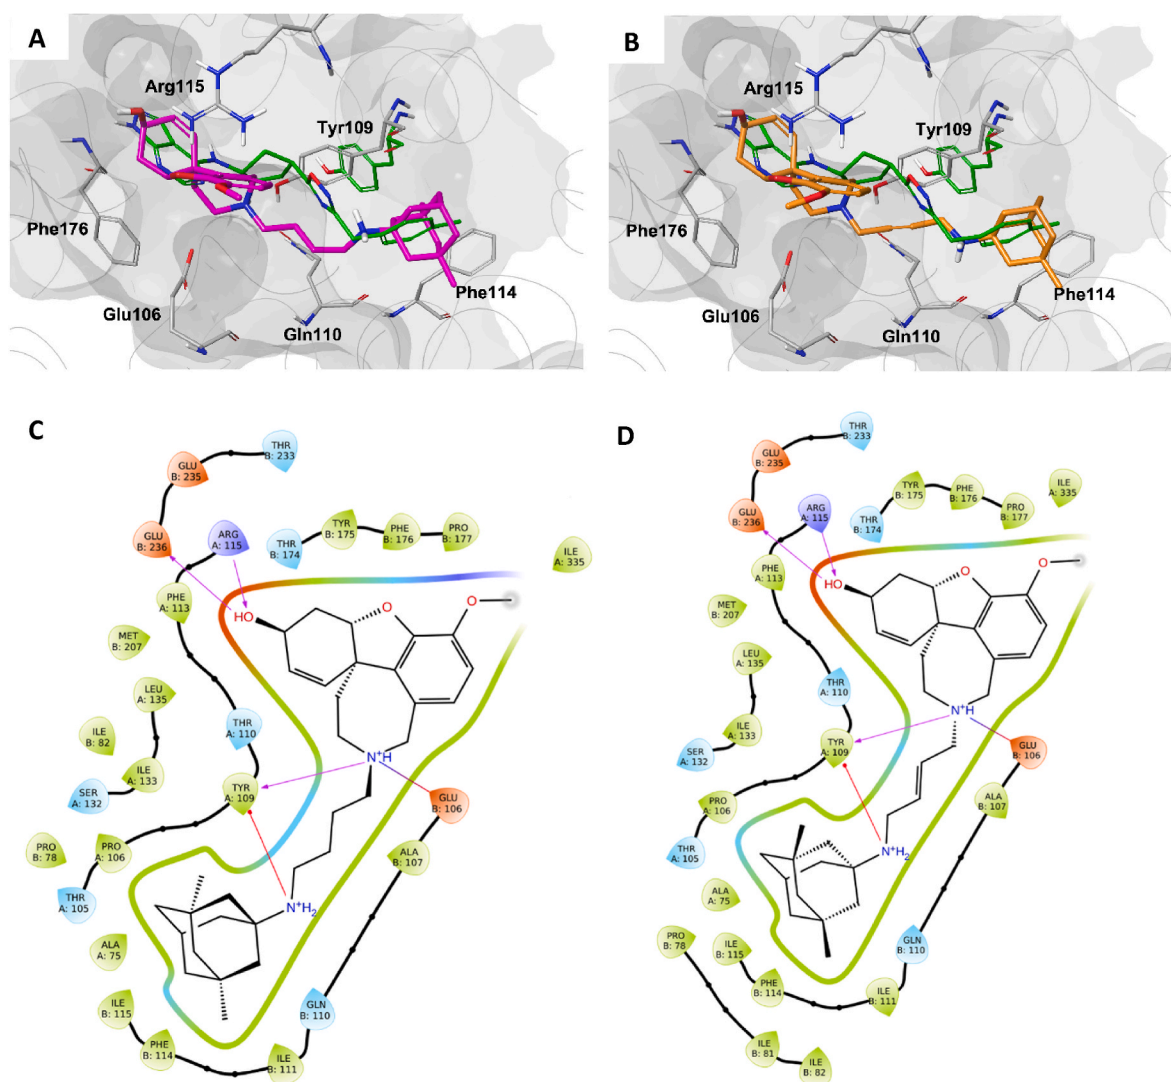 A
Arg115
Tyr109
Phe176
Glu106
Gln110
Phe114
B
Arg115
Tyr109
Phe176
Glu106
Gln110
Phe114
C
THR
B: 233
GLU
B: 235
GLU
B: 236
ARG
A: 115
THR
B: 174
TYR
B: 175
PHE
B: 176
PRO
B: 177
ILE
A: 335
PHE
A: 113
HO
O
O
MET
B: 207
LEU
A: 135
ILE
B: 82
ILE
A: 133
SER
A: 132
THR
A: 110
TYR
A: 109
N⁺H
GLU
B: 106
PRO
B: 78
PRO
A: 106
THR
A: 105
ALA
B: 107
N⁺H₂
ALA
A: 75
ILE
B: 115
PHE
B: 114
ILE
B: 111
GLN
B: 110
D
THR
B: 233
GLU
B: 235
GLU
B: 236
ARG
A: 115
THR
B: 174
TYR
B: 175
PHE
B: 176
PRO
B: 177
ILE
A: 335
PHE
A: 113
HO
O
O
MET
B: 207
LEU
A: 135
THR
A: 110
ILE
A: 133
SER
A: 132
TYR
A: 109
N⁺H
GLU
B: 106
PRO
A: 106
THR
A: 105
ALA
B: 107
N⁺H₂
ALA
A: 75
PRO
B: 78
ILE
B: 115
PHE
B: 114
ILE
B: 111
GLN
B: 110
ILE
B: 81
ILE
B: 82